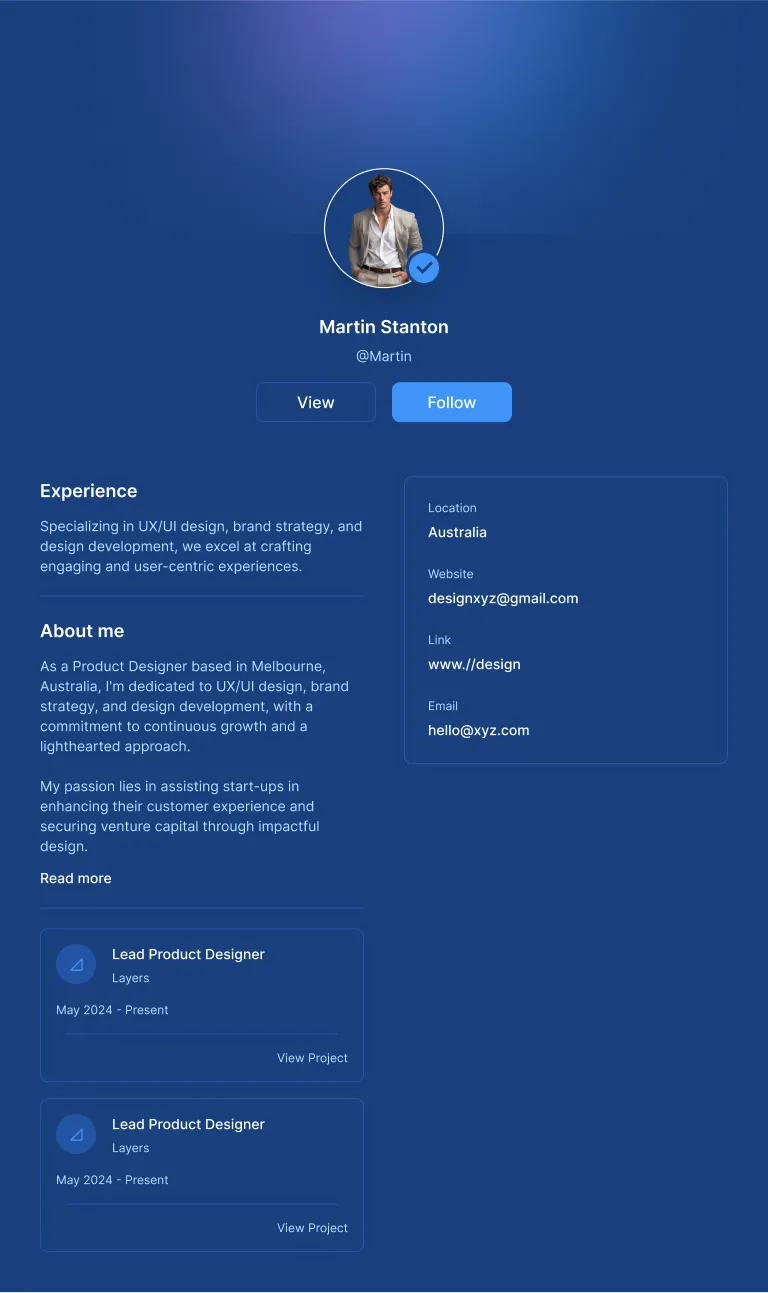 Martin Stanton
@Martin
View
Follow
Experience
Specializing in UX/UI design, brand strategy, and
design development, we excel at crafting
engaging and user-centric experiences.
About me
As a Product Designer based in Melbourne,
Australia, I'm dedicated to UX/UI design, brand
strategy, and design development, with a
commitment to continuous growth and a
lighthearted approach.
My passion lies in assisting start-ups in
enhancing their customer experience and
securing venture capital through impactful
design.
Read more
Lead Product Designer
Layers
May 2024 - Present
View Project
Lead Product Designer
Layers
May 2024 - Present
View Project
Location
Australia
Website
designxyz@gmail.com
Link
www.//design
Email
hello@xyz.com